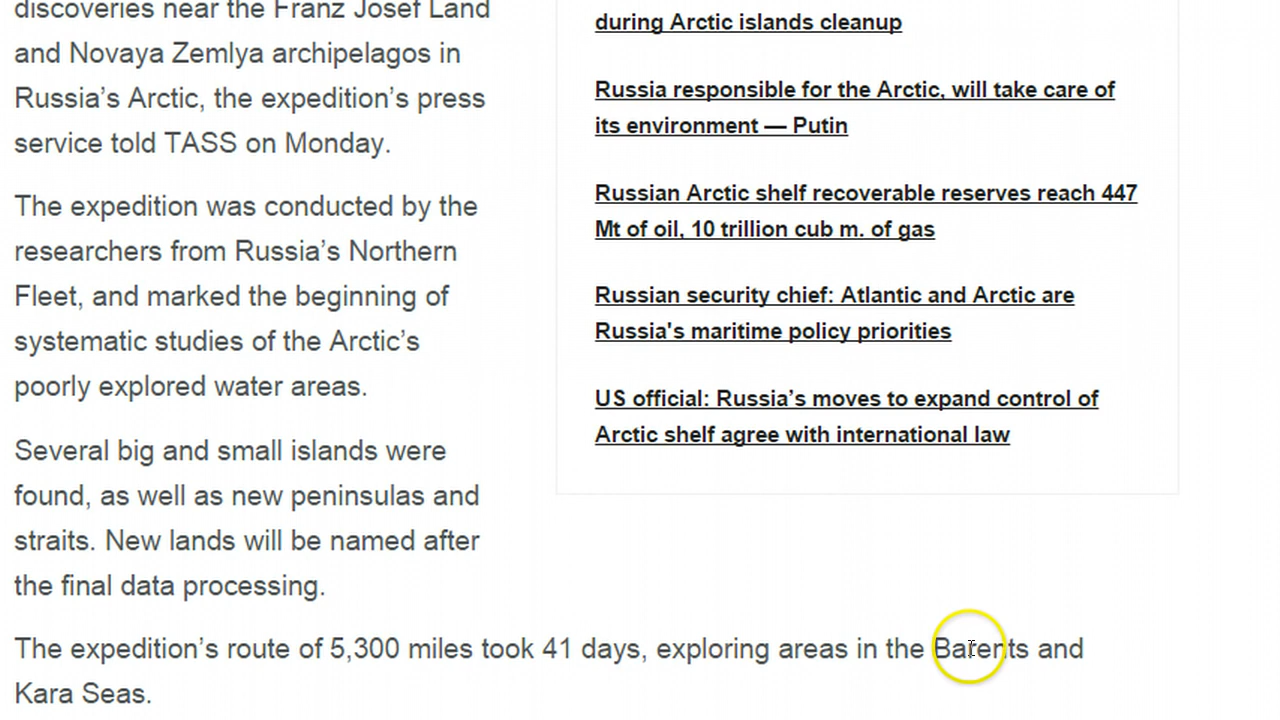 discoveries near the Franz Josef Land
and Novaya Zemlya archipelagos in
Russia’s Arctic, the expedition’s press
service told TASS on Monday.
The expedition was conducted by the
researchers from Russia’s Northern
Fleet, and marked the beginning of
systematic studies of the Arctic’s
poorly explored water areas.
Several big and small islands were
found, as well as new peninsulas and
straits. New lands will be named after
the final data processing.
The expedition’s route of 5,300 miles took 41 days, exploring areas in the Barents and
Kara Seas.
during Arctic islands cleanup
Russia responsible for the Arctic, will take care of
its environment — Putin
Russian Arctic shelf recoverable reserves reach 447
Mt of oil, 10 trillion cub m. of gas
Russian security chief: Atlantic and Arctic are
Russia's maritime policy priorities
US official: Russia’s moves to expand control of
Arctic shelf agree with international law